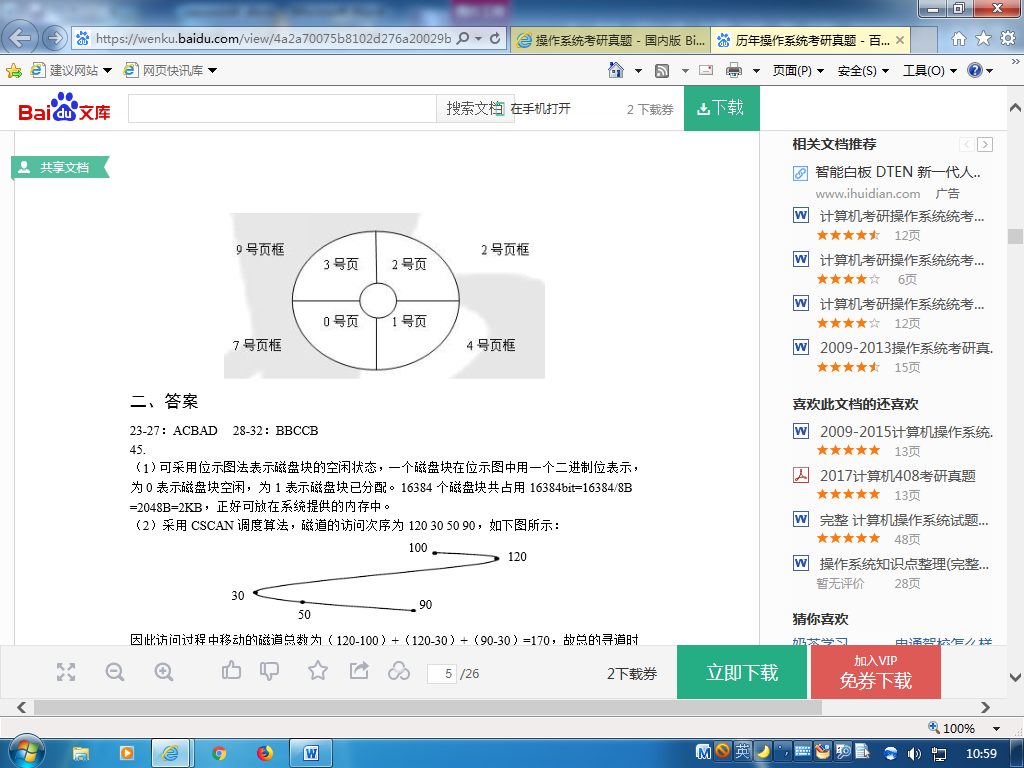 https://wenku.baidu.com/view/4a2a70075b8102d276a20029b
操作系统考研真题 - 国内版 Bi...
历年操作系统考研真题 - 百...
建议网站
网页快讯库
页面(P)
安全(S)
工具(O)
Bai du 文库
搜索文档
在手机打开
2 下载券
下载
共享文档
9 号页框
2 号页框
3 号页
2 号页
0 号页
1 号页
7 号页框
4 号页框
二、答案
23-27：ACBAD 28-32：BBCCB
45.
（1）可采用位示图法表示磁盘块的空闲状态，一个磁盘块在位示图中用一个二进制位表示，
为 0 表示磁盘块空闲，为 1 表示磁盘块已分配。16384 个磁盘块共占用 16384bit=16384/8B
=2048B=2KB，正好可放在系统提供的内存中。
（2）采用 CSCAN 调度算法，磁道的访问次序为 120 30 50 90，如下图所示：
100
120
30
50
90
因此访问过程中移动的磁道总数为（120-100）+（120-30）+（90-30）=170，故总的寻道时
相关文档推荐
智能白板 DTEN 新一代人..
www.ihuidian.com 广告
计算机考研操作系统统考...
12页
计算机考研操作系统统考...
6页
计算机考研操作系统统考...
12页
2009-2013操作系统考研真.
15页
喜欢此文档的还喜欢
2009-2015计算机操作系统.
13页
2017计算机408考研真题
13页
完整 计算机操作系统试题...
48页
操作系统知识点整理(完整...
暂无评价 28页
猜你喜欢
奶茶学习
电通驾校怎么样
5 /26
2下载券
立即下载
加入VIP
免券下载
100%
英
10:59